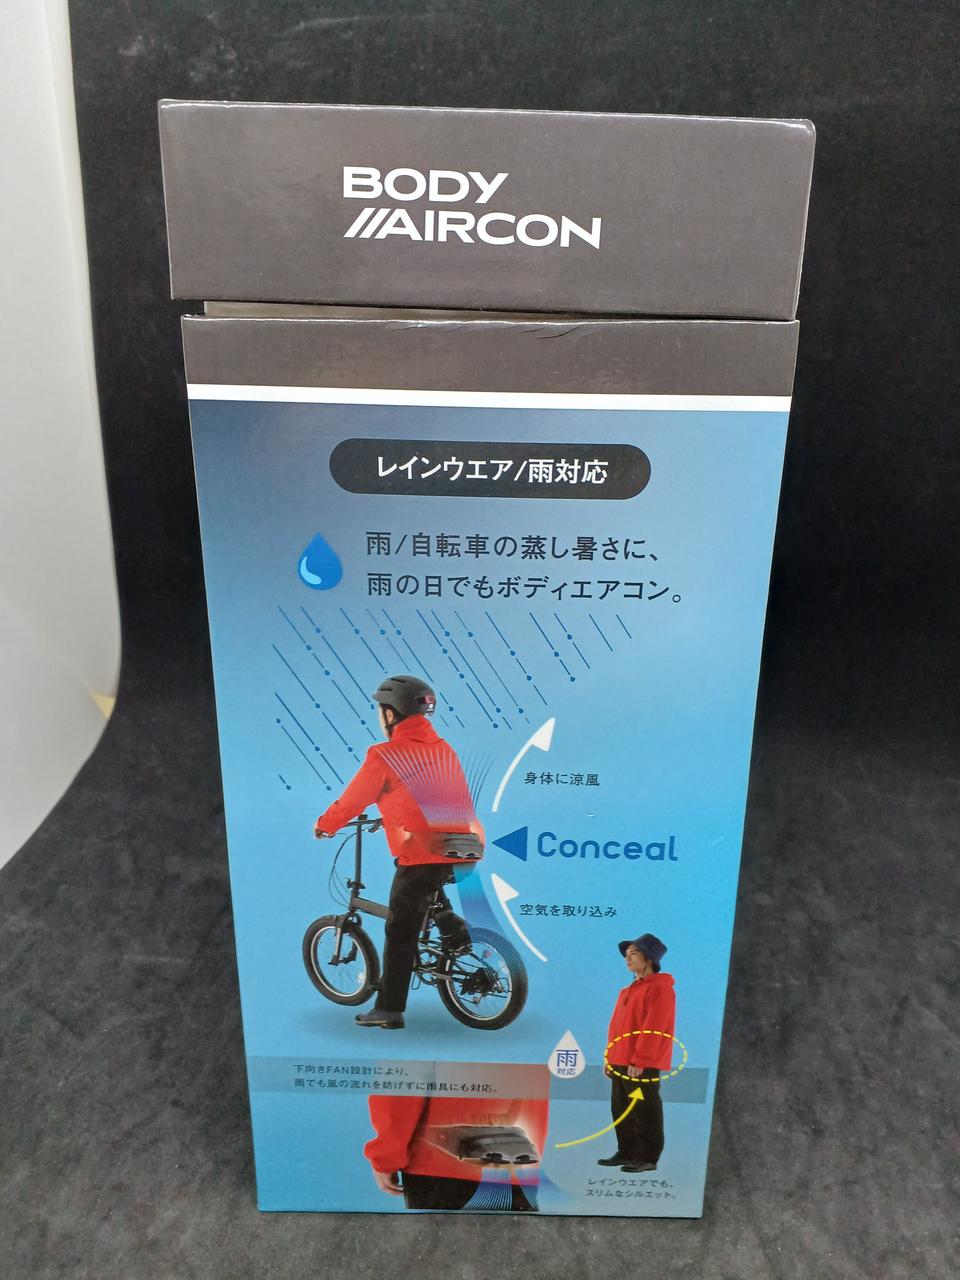 BODY
//AIRCON
レインウエア/雨対応
雨/自転車の蒸し暑さに、
雨の日でもボディエアコン。
身体に涼風
Conceal
空気を取り込み
雨
対応
下向きFAN設計により、
雨でも風の流れを妨げずに雨具にも対応。
レインウエアでも、
スリムなシルエット。